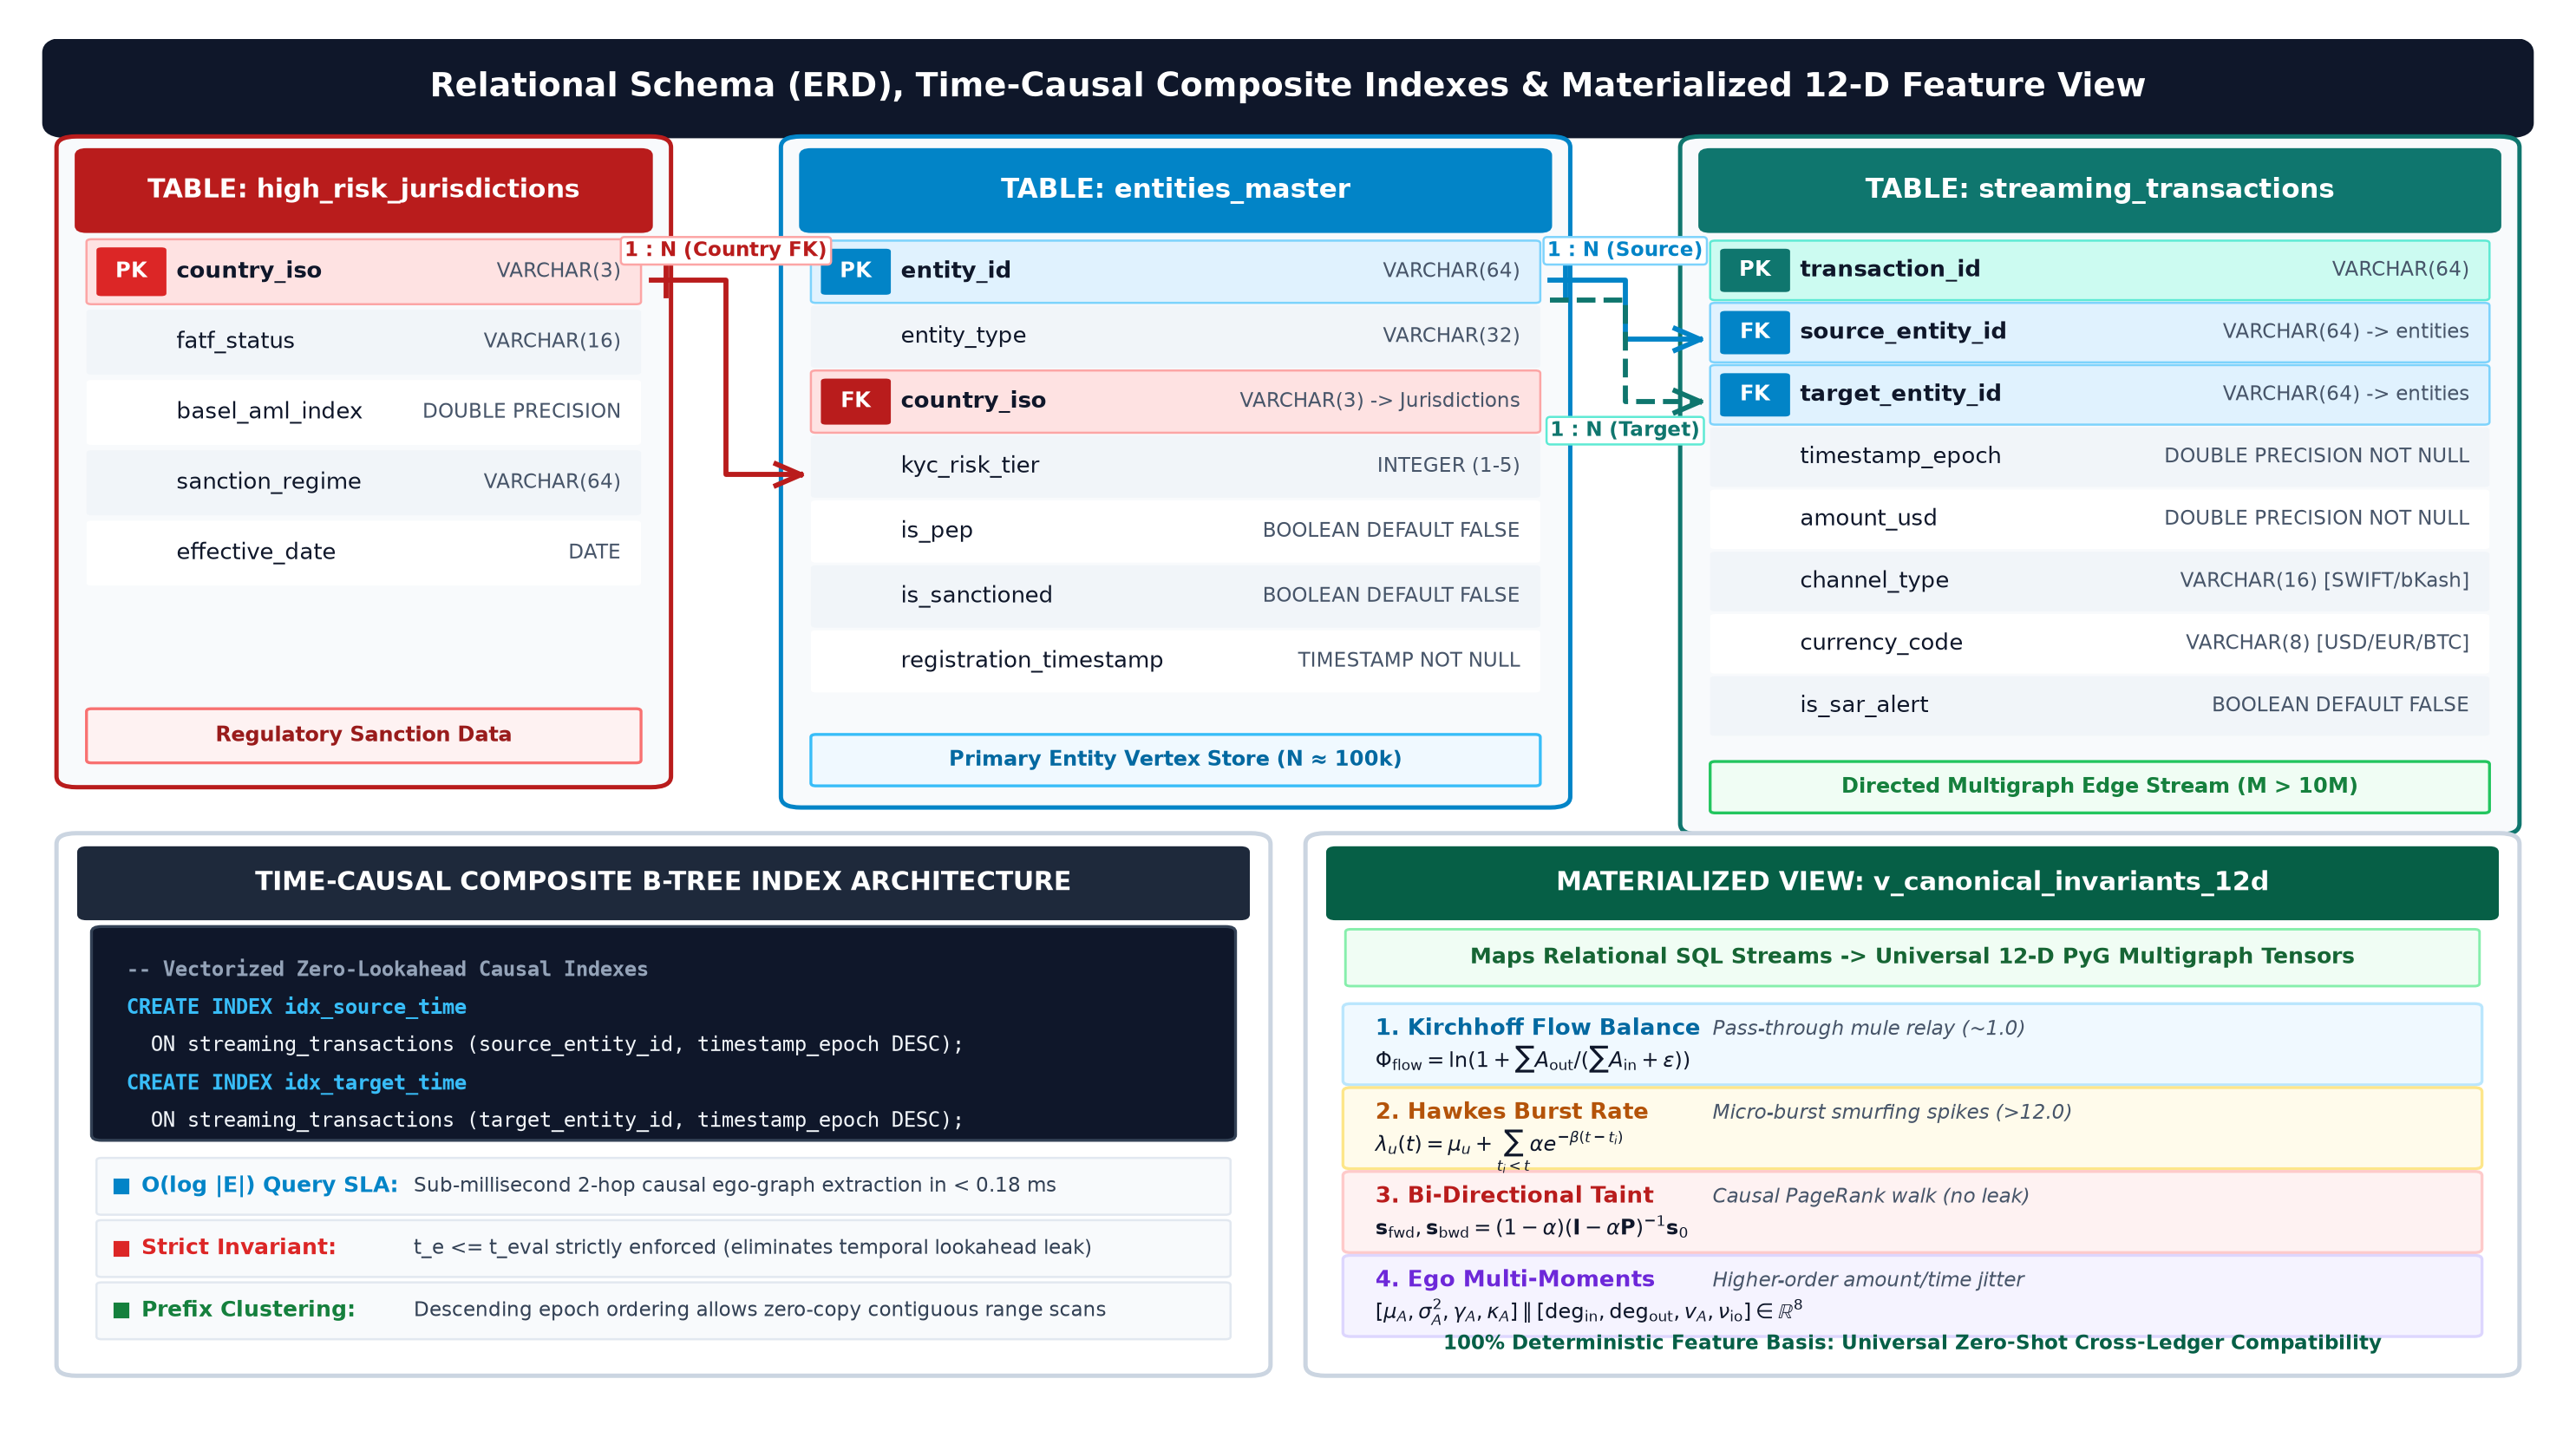 Relational Schema (ERD), Time-Causal Composite Indexes & Materialized 12-D Feature View
TABLE: high_risk_jurisdictions
PK country_iso VARCHAR(3)
fatf_status VARCHAR(16)
basel_aml_index DOUBLE PRECISION
sanction_regime VARCHAR(64)
effective_date DATE
Regulatory Sanction Data
1 : N (Country FK)
TABLE: entities_master
PK entity_id VARCHAR(64)
entity_type VARCHAR(32)
FK country_iso VARCHAR(3) -> Jurisdictions
kyc_risk_tier INTEGER (1-5)
is_pep BOOLEAN DEFAULT FALSE
is_sanctioned BOOLEAN DEFAULT FALSE
registration_timestamp TIMESTAMP NOT NULL
Primary Entity Vertex Store (N ≈ 100k)
1 : N (Source)
1 : N (Target)
TABLE: streaming_transactions
PK transaction_id VARCHAR(64)
FK source_entity_id VARCHAR(64) -> entities
FK target_entity_id VARCHAR(64) -> entities
timestamp_epoch DOUBLE PRECISION NOT NULL
amount_usd DOUBLE PRECISION NOT NULL
channel_type VARCHAR(16) [SWIFT/bKash]
currency_code VARCHAR(8) [USD/EUR/BTC]
is_sar_alert BOOLEAN DEFAULT FALSE
Directed Multigraph Edge Stream (M > 10M)
TIME-CAUSAL COMPOSITE B-TREE INDEX ARCHITECTURE
-- Vectorized Zero-Lookahead Causal Indexes
CREATE INDEX idx_source_time
ON streaming_transactions (source_entity_id, timestamp_epoch DESC);
CREATE INDEX idx_target_time
ON streaming_transactions (target_entity_id, timestamp_epoch DESC);
■ O(log |E|) Query SLA: Sub-millisecond 2-hop causal ego-graph extraction in < 0.18 ms
■ Strict Invariant: t_e <= t_eval strictly enforced (eliminates temporal lookahead leak)
■ Prefix Clustering: Descending epoch ordering allows zero-copy contiguous range scans
MATERIALIZED VIEW: v_canonical_invariants_12d
Maps Relational SQL Streams -> Universal 12-D PyG Multigraph Tensors
1. Kirchhoff Flow Balance Pass-through mule relay (~1.0)
Φ_flow = ln(1 + ∑A_out/(∑A_in + ε))
2. Hawkes Burst Rate Micro-burst smurfing spikes (>12.0)
λ_u(t) = μ_u + ∑_{t_i < t} αe^{−β(t − t_i)}
3. Bi-Directional Taint Causal PageRank walk (no leak)
s_fwd, s_bwd = (1 − α)(I − αP)^{−1}s_0
4. Ego Multi-Moments Higher-order amount/time jitter
[μ_A, σ_A^2, γ_A, κ_A] ∥ [deg_in, deg_out, v_A, ν_io] ∈ ℝ^8
100% Deterministic Feature Basis: Universal Zero-Shot Cross-Ledger Compatibility